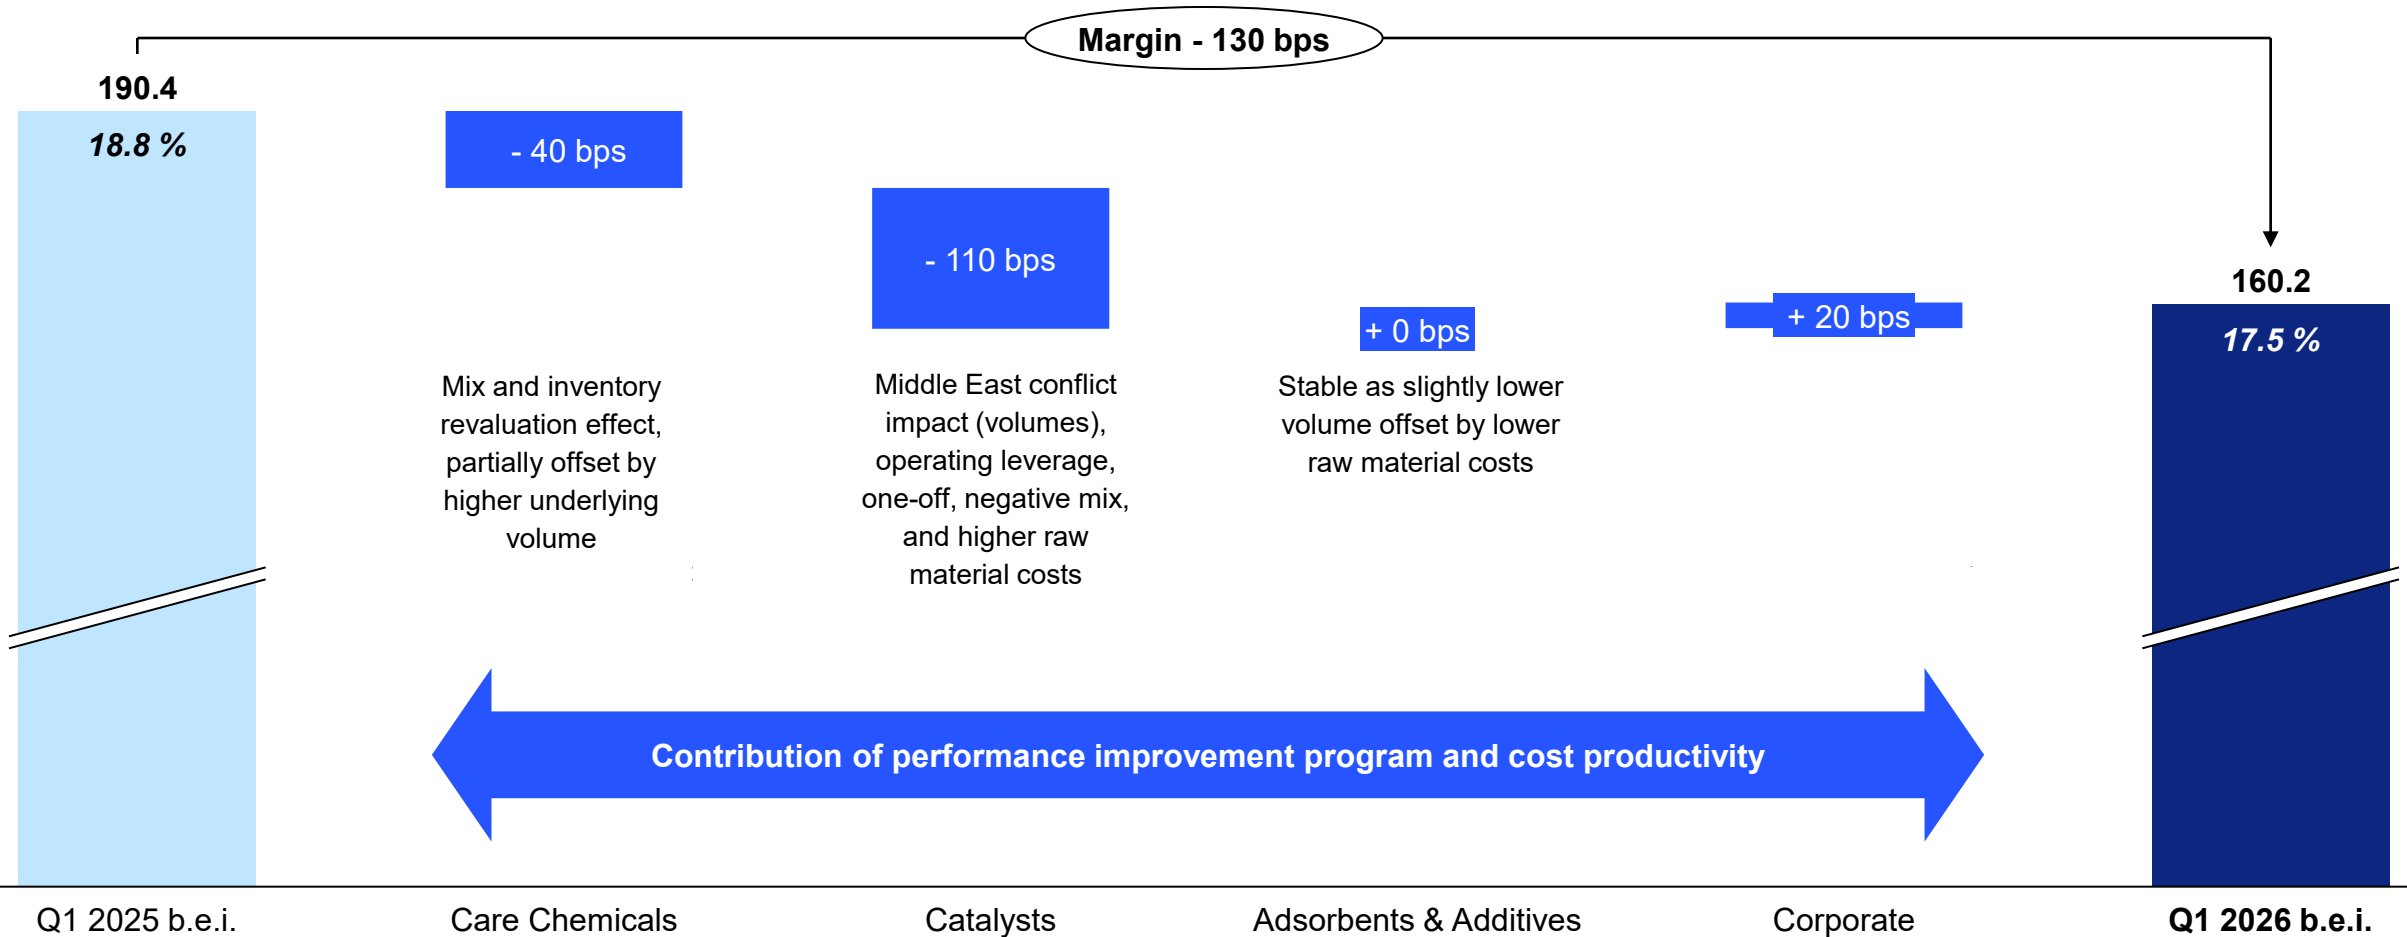 Margin - 130 bps
190.4
18.8 %
- 40 bps
- 110 bps
+ 0 bps
+ 20 bps
160.2
17.5 %
Mix and inventory
revaluation effect,
partially offset by
higher underlying
volume
Middle East conflict
impact (volumes),
operating leverage,
one-off, negative mix,
and higher raw
material costs
Stable as slightly lower
volume offset by lower
raw material costs
Contribution of performance improvement program and cost productivity
Q1 2025 b.e.i.
Care Chemicals
Catalysts
Adsorbents & Additives
Corporate
Q1 2026 b.e.i.